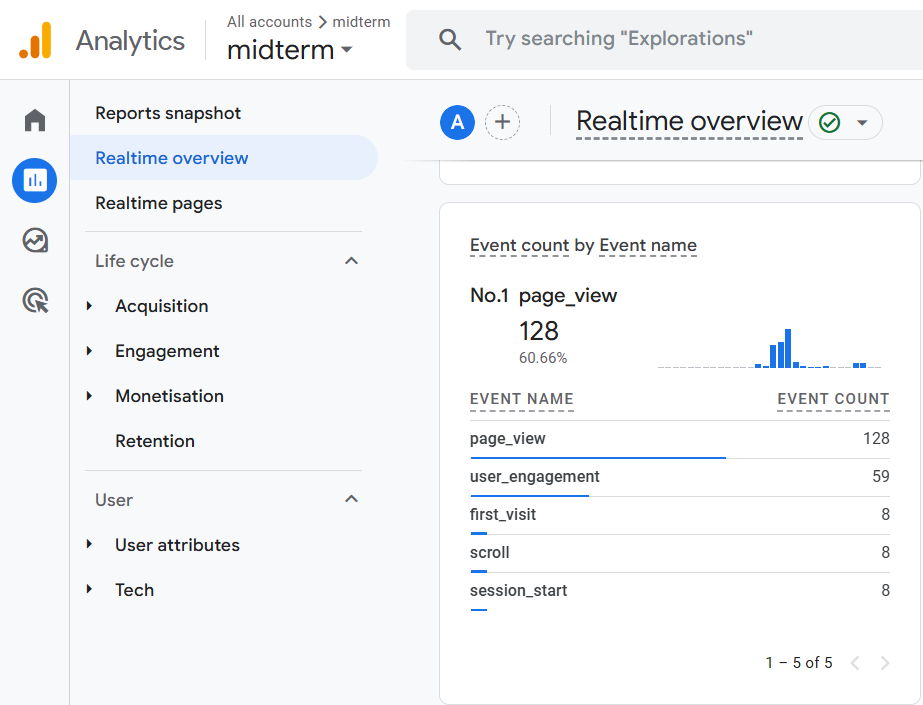 Analytics
All accounts > midterm
midterm
Try searching "Explorations"
Reports snapshot
Realtime overview
Realtime pages
Life cycle
Acquisition
Engagement
Monetisation
Retention
User
User attributes
Tech
A
Realtime overview
Event count by Event name
No.1 page_view
128
60.66%
EVENT NAME EVENT COUNT
page_view 128
user_engagement 59
first_visit 8
scroll 8
session_start 8
1 – 5 of 5